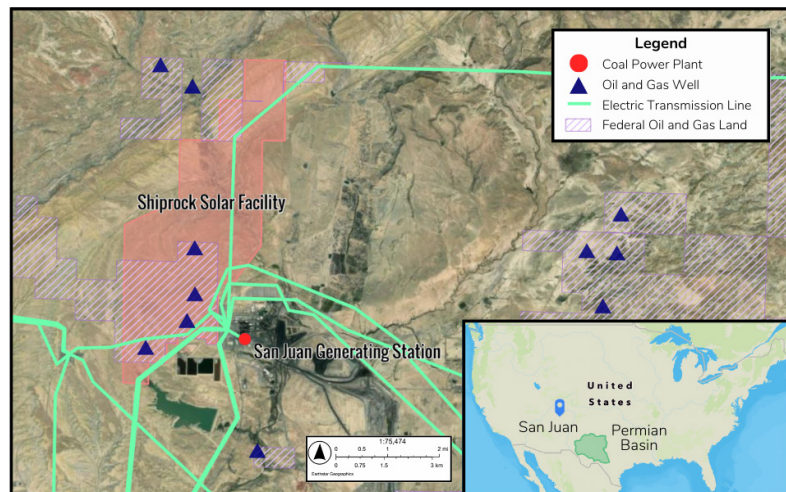 Legend
Coal Power Plant
Oil and Gas Well
Electric Transmission Line
Federal Oil and Gas Land
Shiprock Solar Facility
San Juan Generating Station
1:75,474
0 0.5 1 2 mi
0 0.75 1.5 3 km
Earthstar Geographics
United
States
San Juan
Permian
Basin